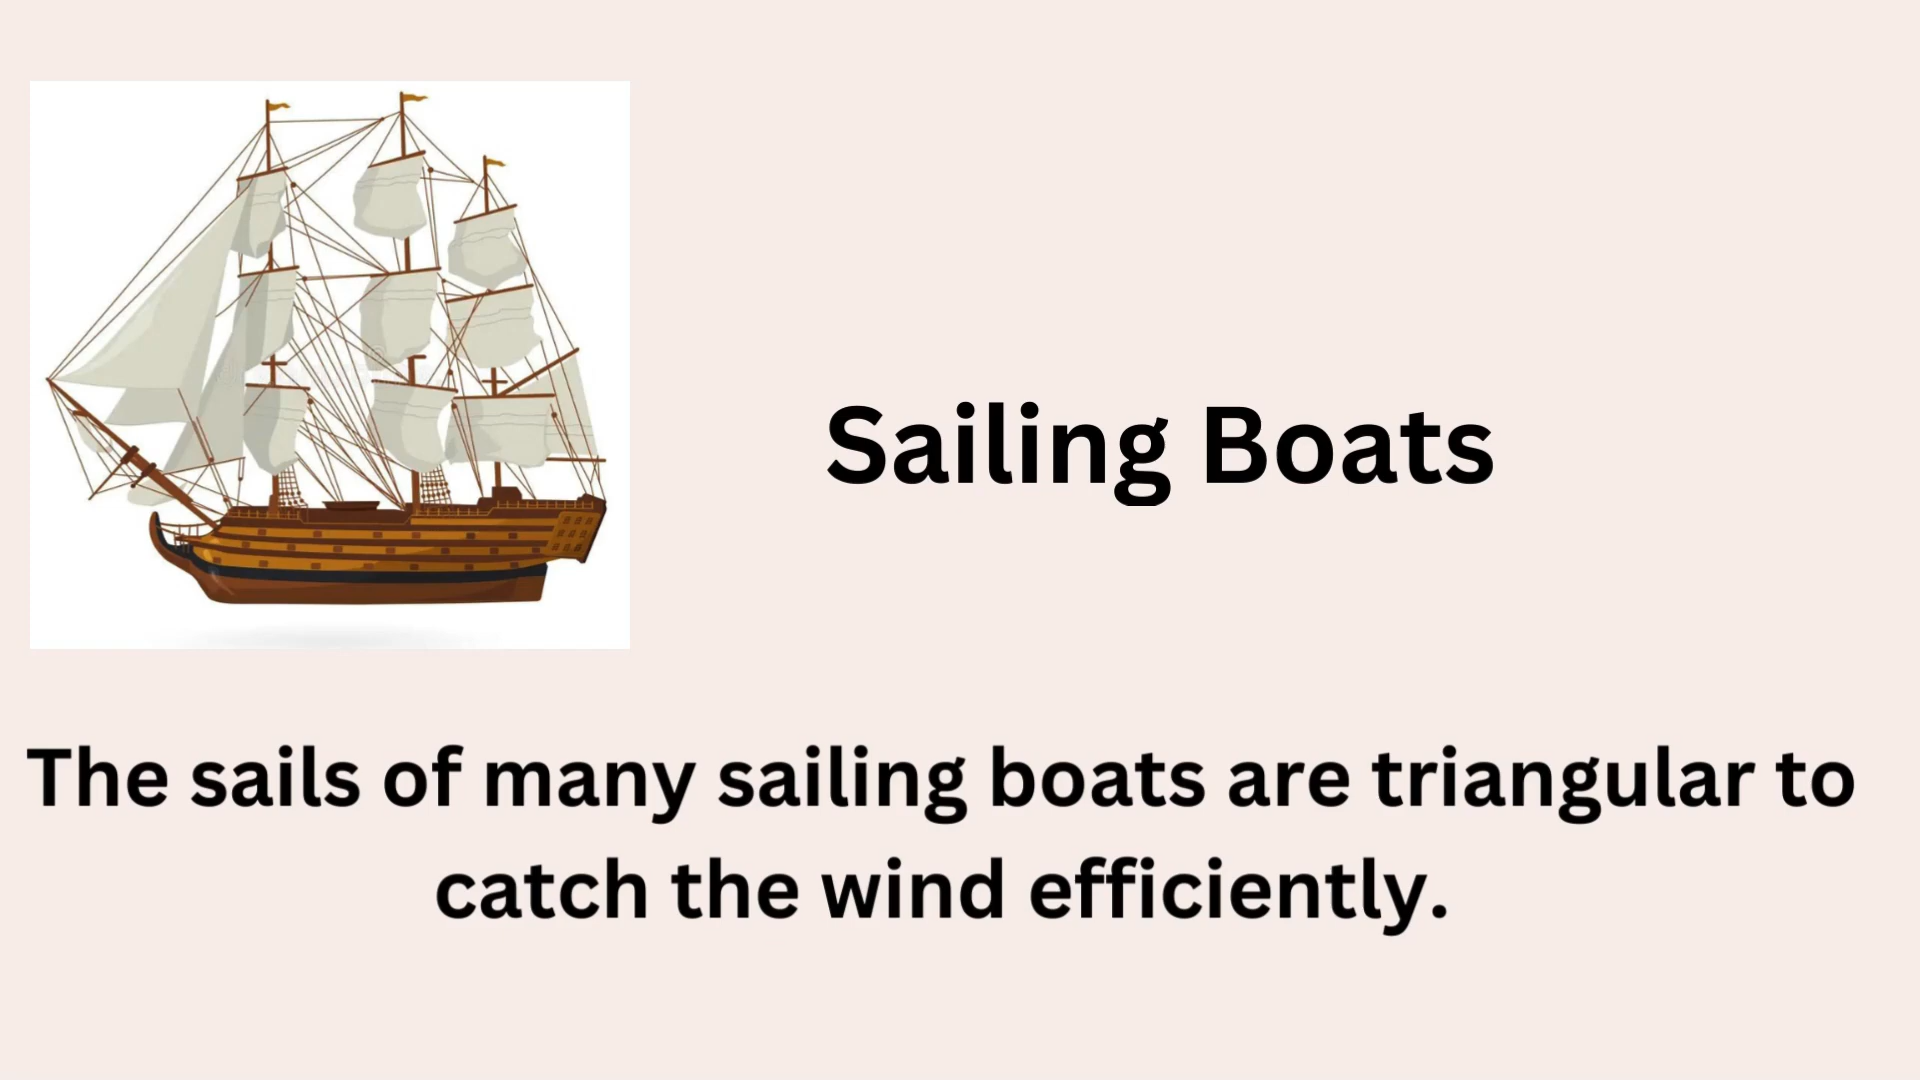 Sailing Boats
The sails of many sailing boats are triangular to
catch the wind efficiently.